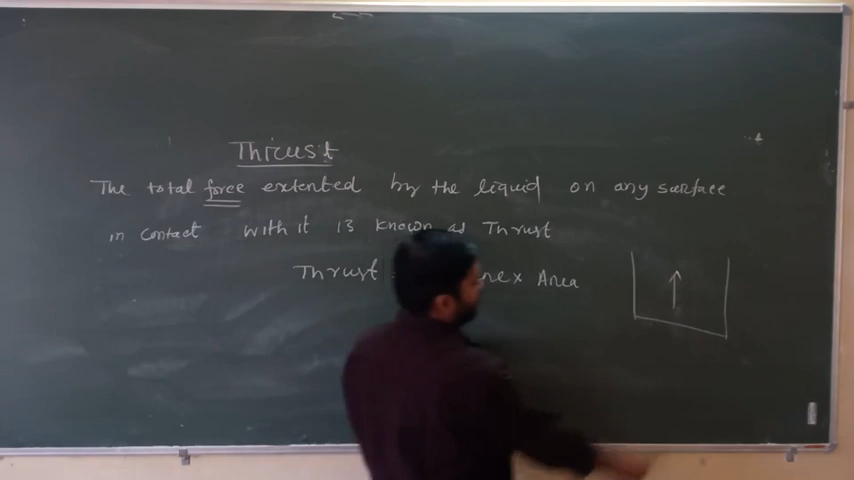 Thrust
The total force extented by the liquid on any surface
in contact with it is known as Thrust
Thrust x Area